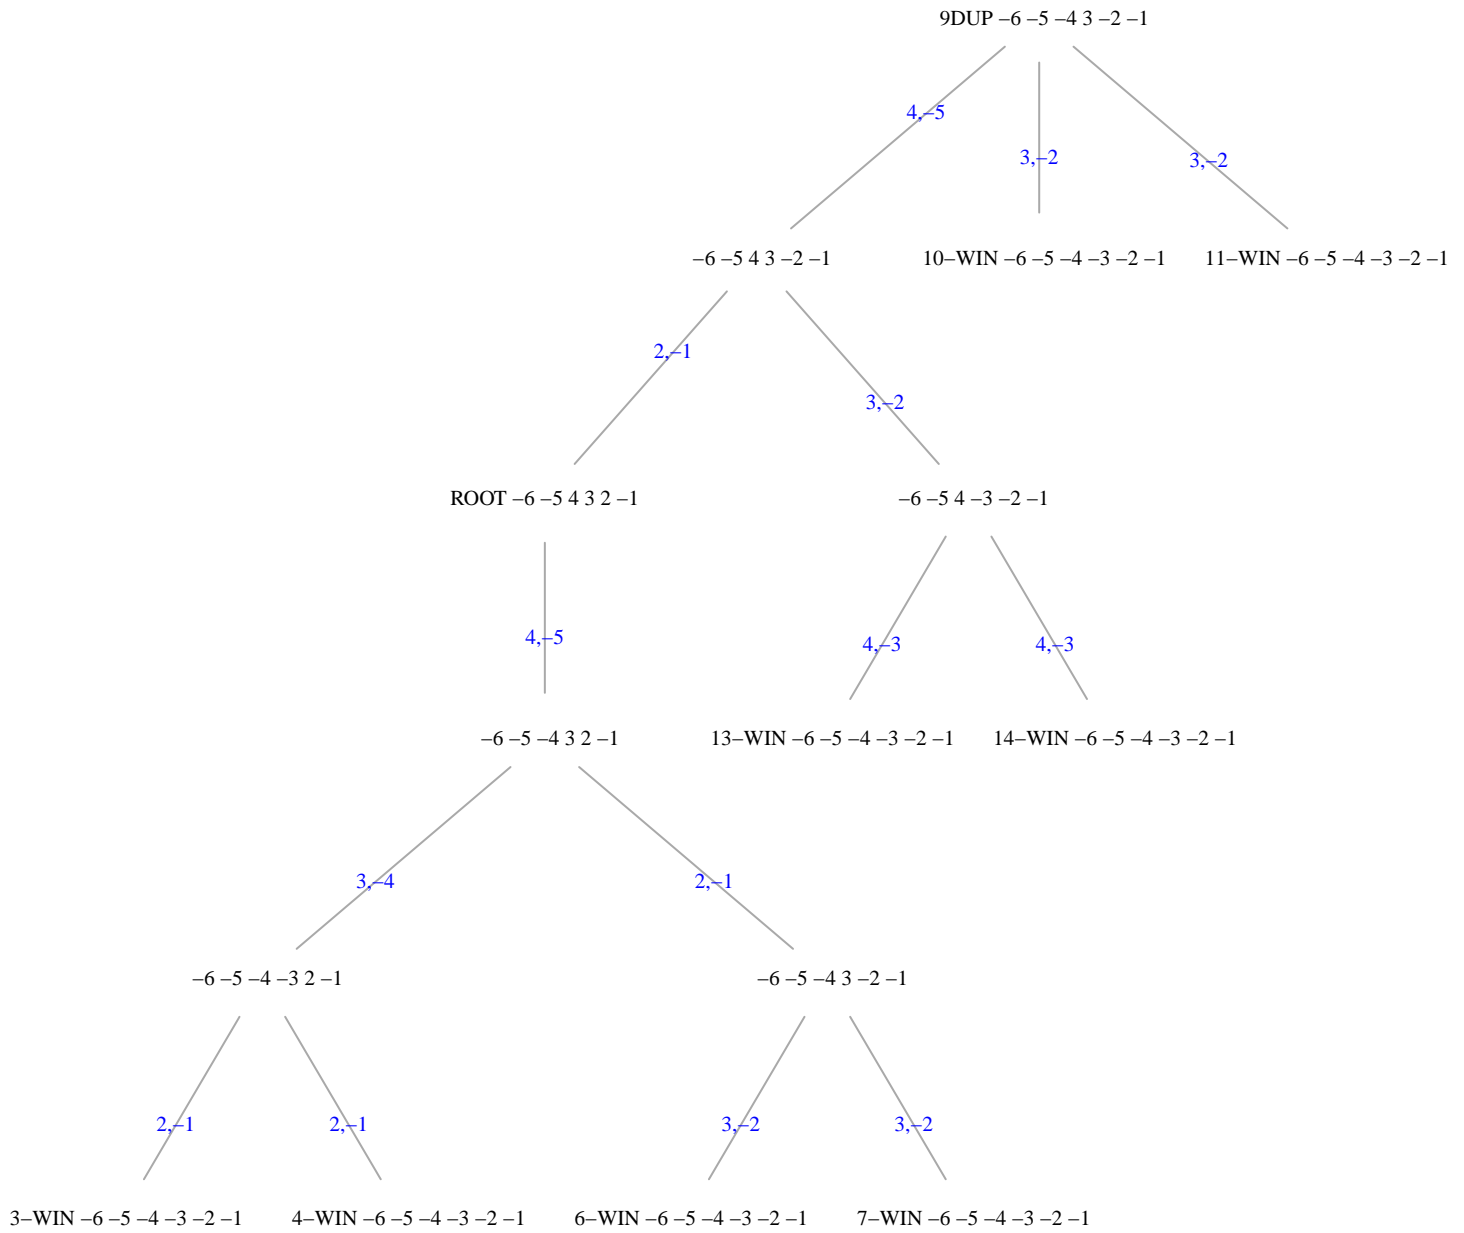 9DUP –6 –5 –4 3 –2 –1
4,–5
3,–2
3,–2
–6 –5 4 3 –2 –1
10–WIN –6 –5 –4 –3 –2 –1
11–WIN –6 –5 –4 –3 –2 –1
2,–1
3,–2
ROOT –6 –5 4 3 2 –1
–6 –5 4 –3 –2 –1
4,–5
4,–3
4,–3
–6 –5 –4 3 2 –1
13–WIN –6 –5 –4 –3 –2 –1
14–WIN –6 –5 –4 –3 –2 –1
3,–4
2,–1
–6 –5 –4 –3 2 –1
–6 –5 –4 3 –2 –1
2,–1
2,–1
3,–2
3,–2
3–WIN –6 –5 –4 –3 –2 –1
4–WIN –6 –5 –4 –3 –2 –1
6–WIN –6 –5 –4 –3 –2 –1
7–WIN –6 –5 –4 –3 –2 –1